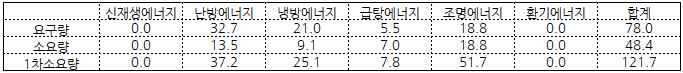 신재생에너지 난방에너지 냉방에너지 급탕에너지 조명에너지 환기에너지 합계
요구량 0.0 32.7 21.0 5.5 18.8 0.0 78.0
소요량 0.0 13.5 9.1 7.0 18.8 0.0 48.4
1차소요량 0.0 37.2 25.1 7.8 51.7 0.0 121.7